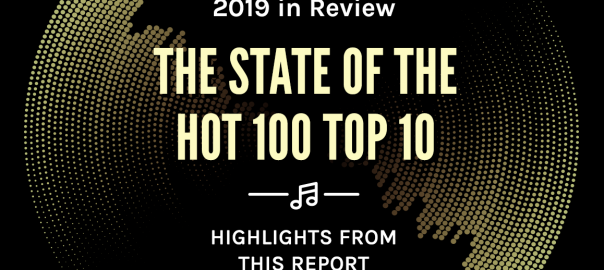 2019 in Review
THE STATE OF THE
HOT 100 TOP 10
HIGHLIGHTS FROM
THIS REPORT